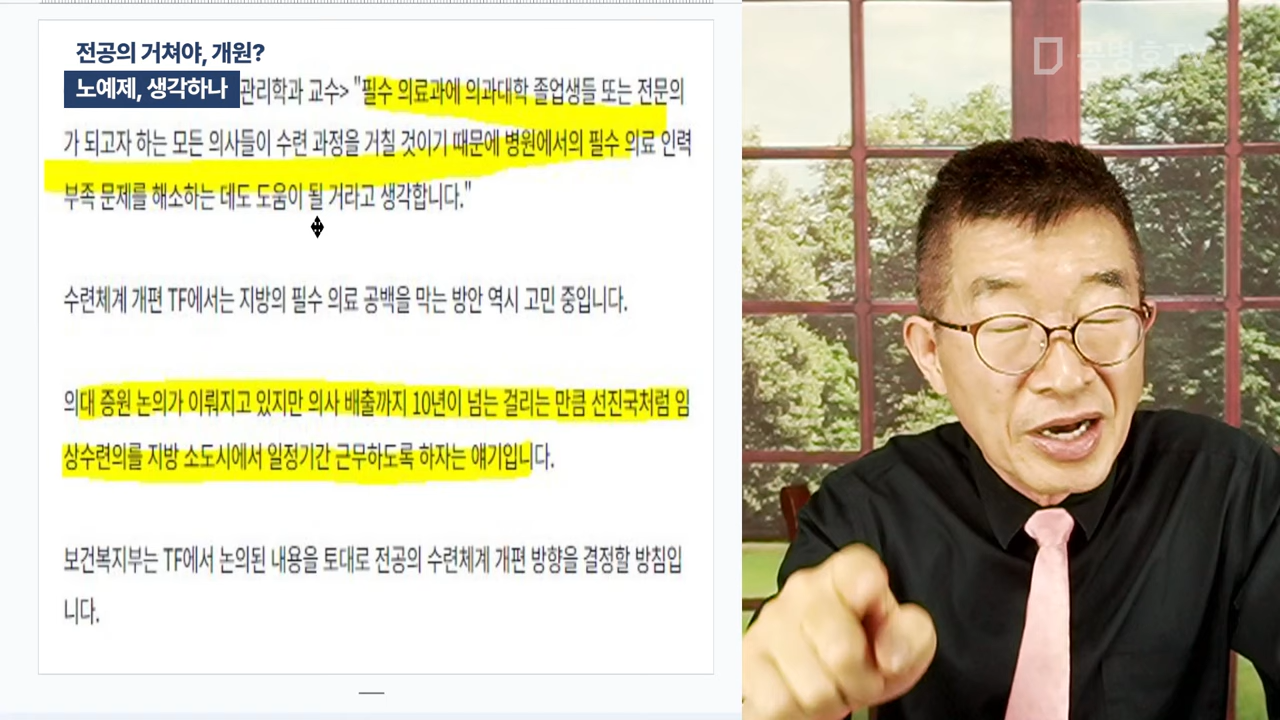 전공의 거쳐야, 개원?
노예제, 생각하나
관리학과 교수> "필수 의료과에 의과대학 졸업생들 또는 전문의
가 되고자 하는 모든 의사들이 수련 과정을 거칠 것이기 때문에 병원에서의 필수 의료 인력
부족 문제를 해소하는 데도 도움이 될 거라고 생각합니다."
수련체계 개편 TF에서는 지방의 필수 의료 공백을 막는 방안 역시 고민 중입니다.
의대 증원 논의가 이뤄지고 있지만 의사 배출까지 10년이 넘는 걸리는 만큼 선진국처럼 임
상수련의를 지방 소도시에서 일정기간 근무하도록 하자는 얘기입니다.
보건복지부는 TF에서 논의된 내용을 토대로 전공의 수련체계 개편 방향을 결정할 방침입
니다.
공병호TV